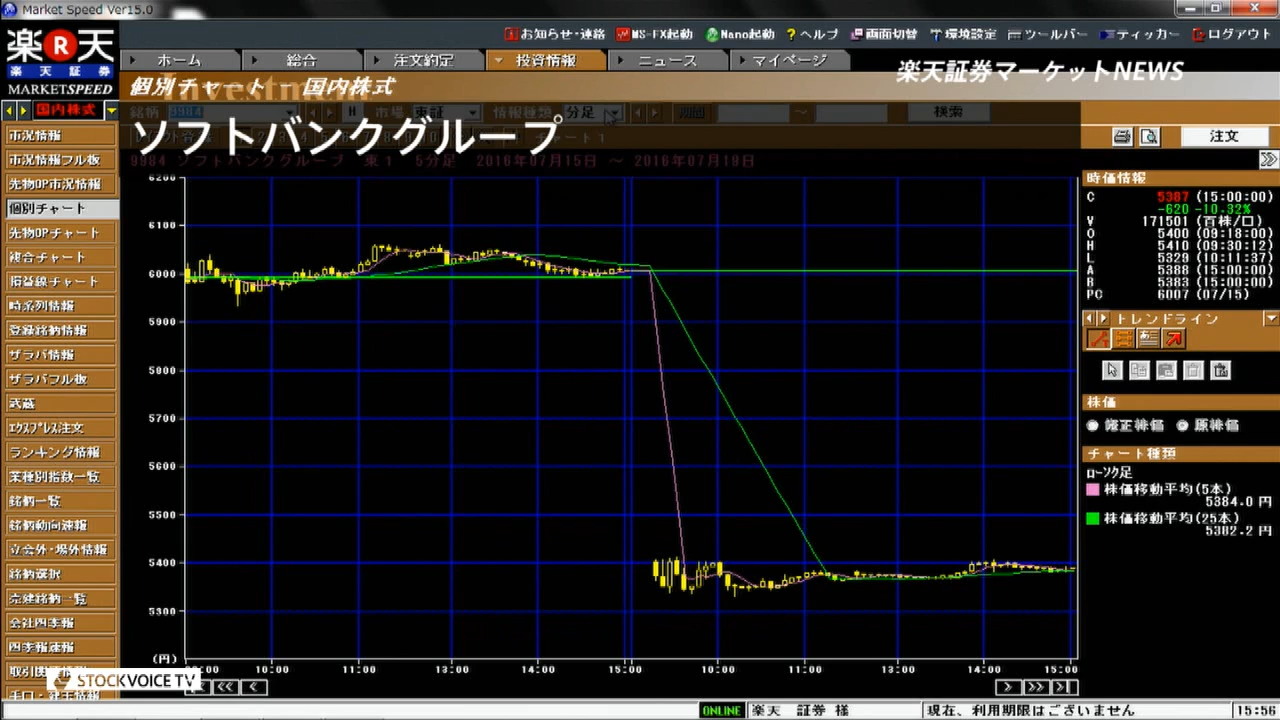 Market Speed Ver15.0
お知らせ・連絡 MS-FX起動 Nano起動 ? ヘルプ 画面切替 環境設定 ツールバー ティッカー ログアウト
楽 R 天
楽天証券
MARKETSPEED
ホーム 総合 注文約定 投資情報 ニュース マイページ
個別チャート 国内株式
Investment
楽天証券マーケットNEWS
国内株式
銘柄 9984 市場 東証 情報種類 分足 期間 ～ 検索
ソフトバンクグループ
注文
9984 ソフトバンクグループ 東1 5分足 ～ 2016年07月19日
市況情報
市況情報フル板
先物OP市況情報
個別チャート
先物OPチャート
複合チャート
損益線チャート
時系列情報
登録銘柄情報
ザラバ情報
ザラバフル板
武蔵
エクスプレス注文
ランキング情報
業種別指数一覧
銘柄一覧
銘柄動向速報
立会外・場外情報
銘柄選択
売建銘柄一覧
会社四季報
四季報速報
6200
6100
6000
5900
5800
5700
5600
5500
5400
5300
(円)
10:00 11:00 13:00 14:00 15:00 10:00 11:00 13:00 14:00 15:0
時価情報
C 5387 (15:00:00)
-620 -10.32%
V 171501 (百株/口)
O 5400 (09:18:00)
H 5410 (09:30:12)
L 5329 (10:11:37)
A 5388 (15:00:00)
B 5383 (15:00:00)
PC 6007 (07/15)
トレンドライン
株価
修正株価 原株価
チャート種類
ローソク足
株価移動平均(5本)
5384.0 円
株価移動平均(25本)
5382.2 円
STOCKVOICE TV
ONLINE 楽天 証券 様 現在、利用期限はございません 15:56